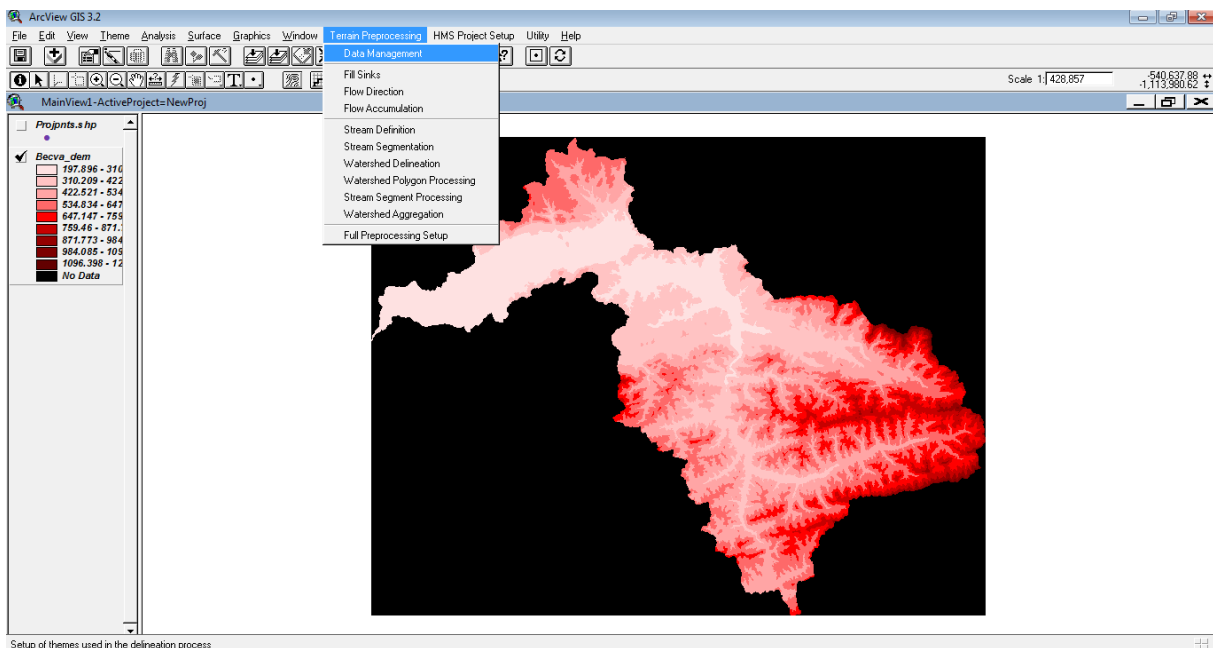 ArcView GIS 3.2
File Edit View Theme Analysis Surface Graphics Window Terrain Preprocessing HMS Project Setup Utility Help
Data Management
Fill Sinks
Flow Direction
Flow Accumulation
Stream Definition
Stream Segmentation
Watershed Delineation
Watershed Polygon Processing
Stream Segment Processing
Watershed Aggregation
Full Preprocessing Setup
Scale 1: 428,857
-540,637.88
-1,113,980.62
MainView1-ActiveProject=NewProj
Projpnts.shp
Becva_dem
197.896 - 310
310.209 - 422
422.521 - 534
534.834 - 647
647.147 - 759
759.46 - 871.
871.773 - 984
984.085 - 109
1096.398 - 12
No Data
Setup of themes used in the delineation process